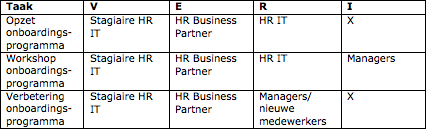 Taak V E R I
Opzet onboardings-programma Stagiaire HR IT HR Business Partner HR IT X
Workshop onboardings-programma Stagiaire HR IT HR Business Partner HR IT Managers
Verbetering onboardings-programma Stagiaire HR IT HR Business Partner Managers/ nieuwe medewerkers X